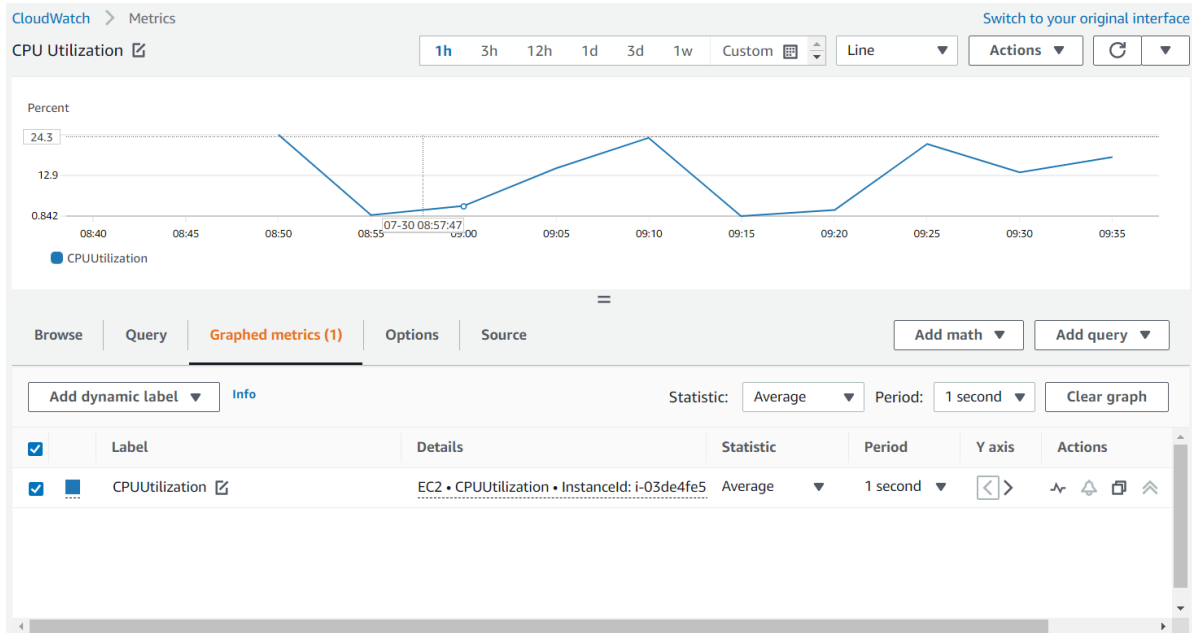 CloudWatch > Metrics Switch to your original interface
CPU Utilization 1h 3h 12h 1d 3d 1w Custom Line Actions
Percent
24.3
12.9
0.842
08:40 08:45 08:50 08:55 07-30 08:57:47 09:00 09:05 09:10 09:15 09:20 09:25 09:30 09:35
CPUUtilization
Browse Query Graphed metrics (1) Options Source Add math Add query
Add dynamic label Info Statistic: Average Period: 1 second Clear graph
Label Details Statistic Period Y axis Actions
CPUUtilization EC2 • CPUUtilization • InstanceId: i-03de4fe5 Average 1 second